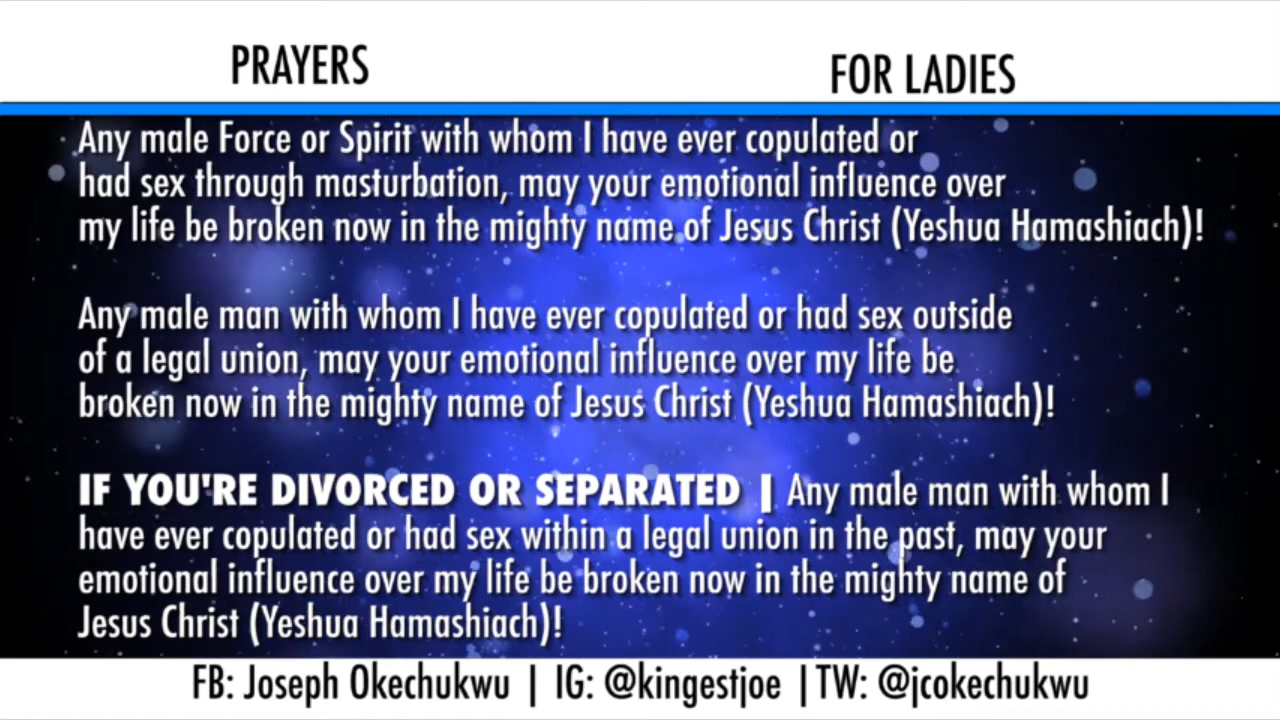 PRAYERS
FOR LADIES
Any male Force or Spirit with whom I have ever copulated or
had sex through masturbation, may your emotional influence over
my life be broken now in the mighty name of Jesus Christ (Yeshua Hamashiach)!
Any male man with whom I have ever copulated or had sex outside
of a legal union, may your emotional influence over my life be
broken now in the mighty name of Jesus Christ (Yeshua Hamashiach)!
IF YOU'RE DIVORCED OR SEPARATED | Any male man with whom I
have ever copulated or had sex within a legal union in the past, may your
emotional influence over my life be broken now in the mighty name of
Jesus Christ (Yeshua Hamashiach)!
FB: Joseph Okechukwu | IG: @kingestjoe | TW: @jcokechukwu